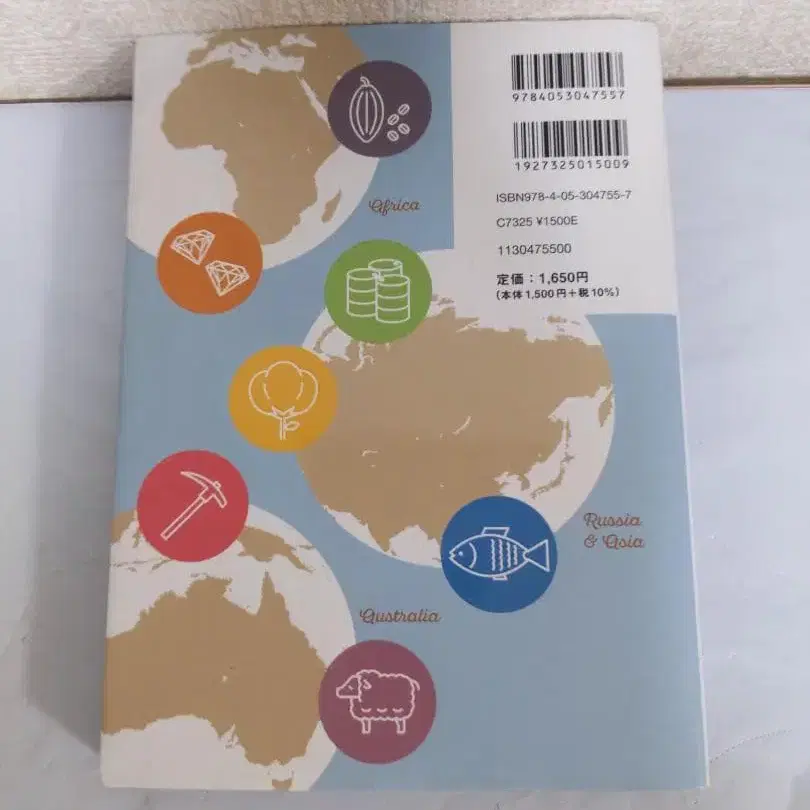 9784053047557
1927325015009
ISBN978-4-05-304755-7
C7325 ¥1500E
1130475500
定価：1,650円
（本体1,500円＋税10%）
Africa
Russia
& Asia
Australia